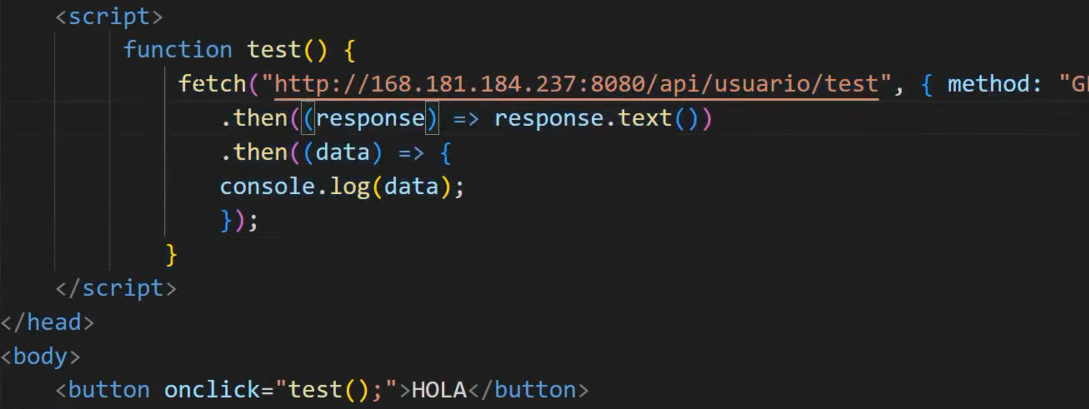 <script>
function test() {
fetch("http://168.181.184.237:8080/api/usuario/test", { method: "G
.then((response) => response.text())
.then((data) => {
console.log(data);
});
}
</script>
</head>
<body>
<button onclick="test();">HOLA</button>